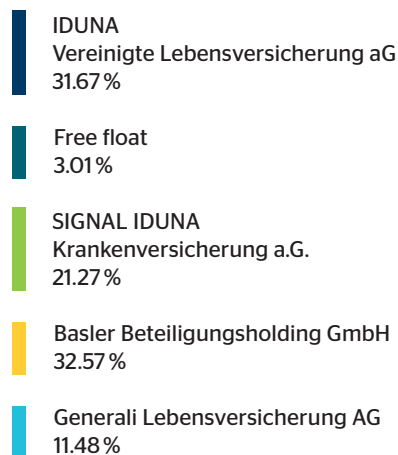 IDUNA
Vereinigte Lebensversicherung aG
31.67 %
Free float
3.01 %
SIGNAL IDUNA
Krankenversicherung a.G.
21.27 %
Basler Beteiligungsholding GmbH
32.57 %
Generali Lebensversicherung AG
11.48 %